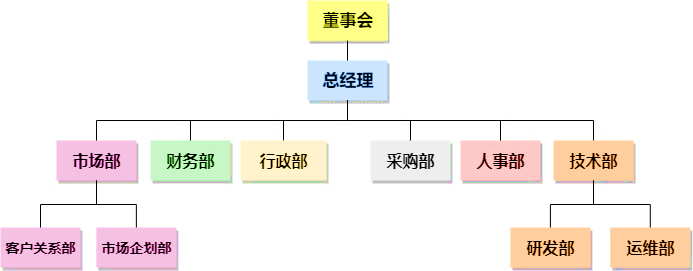 董事会
总经理
市场部
财务部
行政部
采购部
人事部
技术部
客户关系部
市场企划部
研发部
运维部